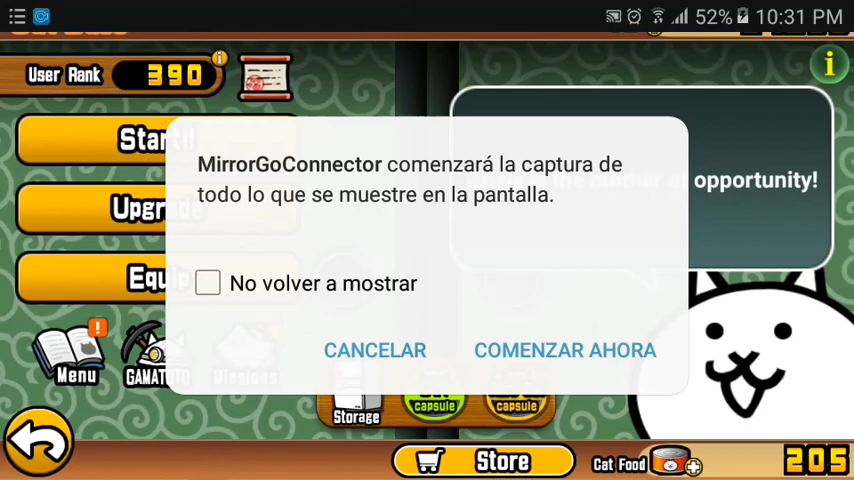 52% 10:31 PM
User Rank 390
i
i
Start!!
MirrorGoConnector comenzará la captura de
todo lo que se muestre en la pantalla.
opportunity!
Upgrade
Equip
No volver a mostrar
CANCELAR COMENZAR AHORA
!
Menu
GAMATOTO
Missions
Storage
capsule
capsule
Store
Cat Food
205